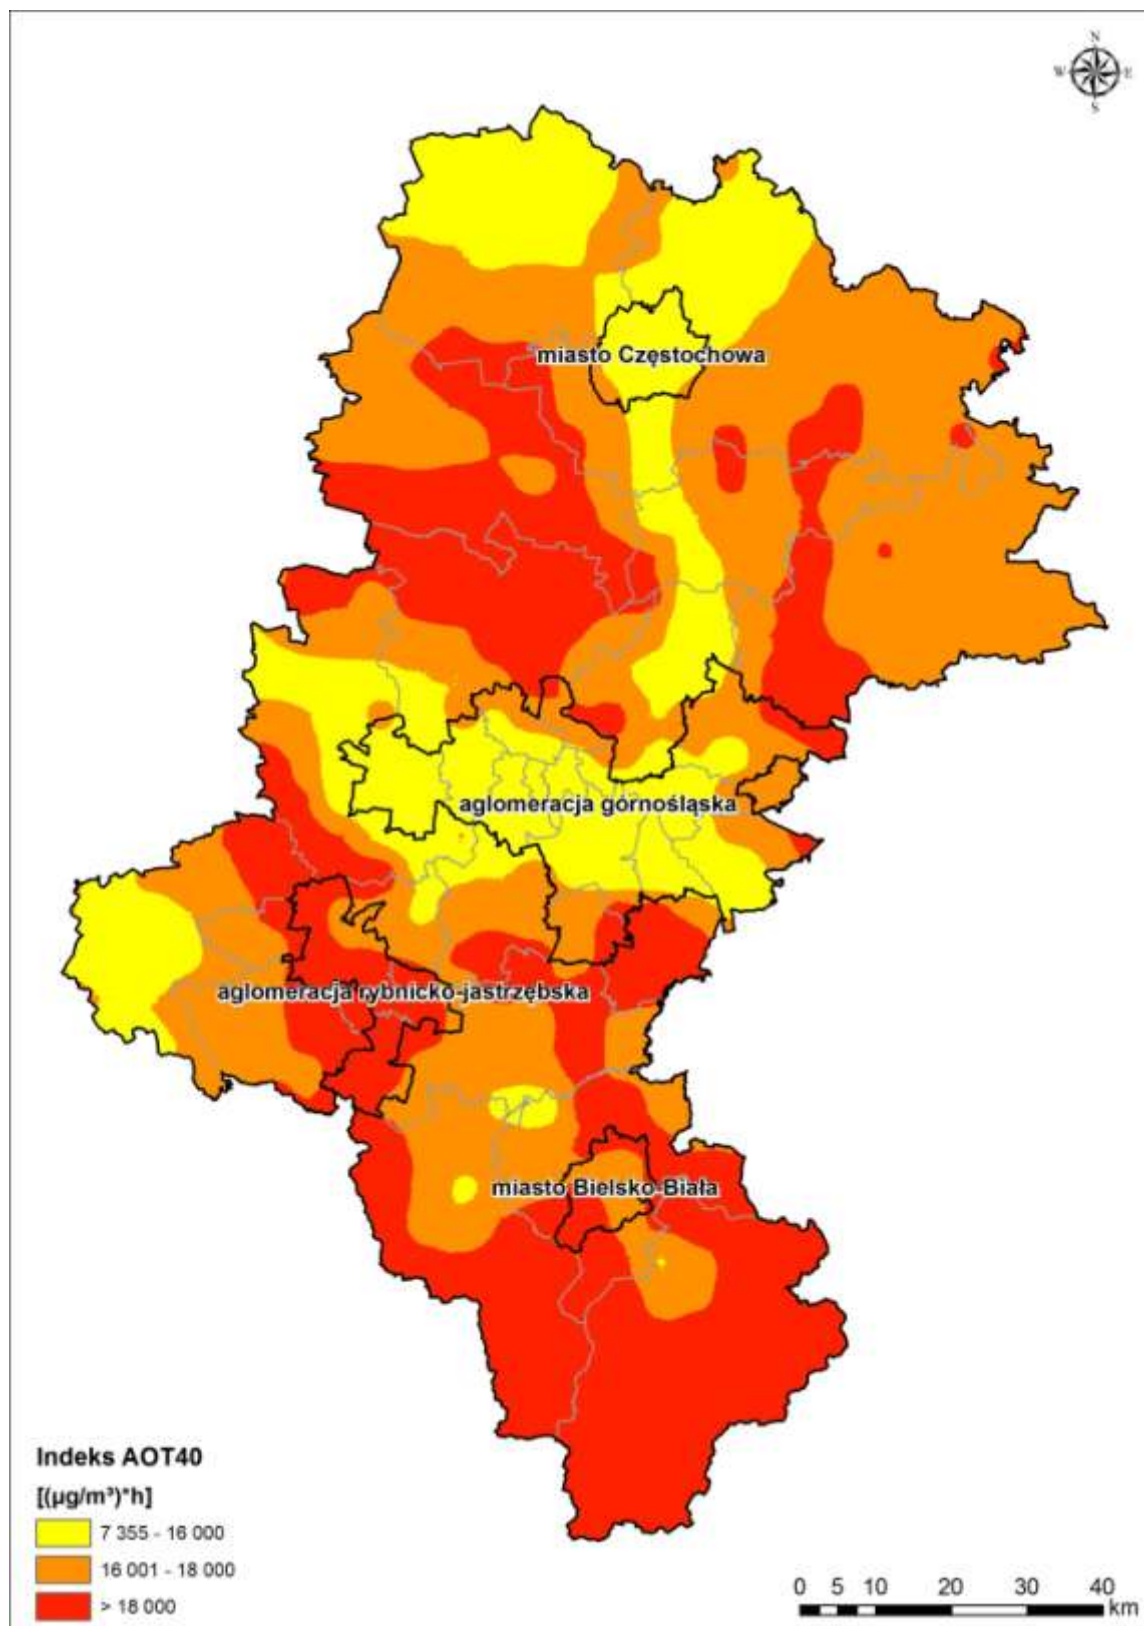 N
W E
S
miasto Częstochowa
aglomeracja górnośląska
aglomeracja rybnicko-jastrzębska
miasto Bielsko-Biała
Indeks AOT40
[(µg/m³)*h]
7 355 - 16 000
16 001 - 18 000
> 18 000
0 5 10 20 30 40
km